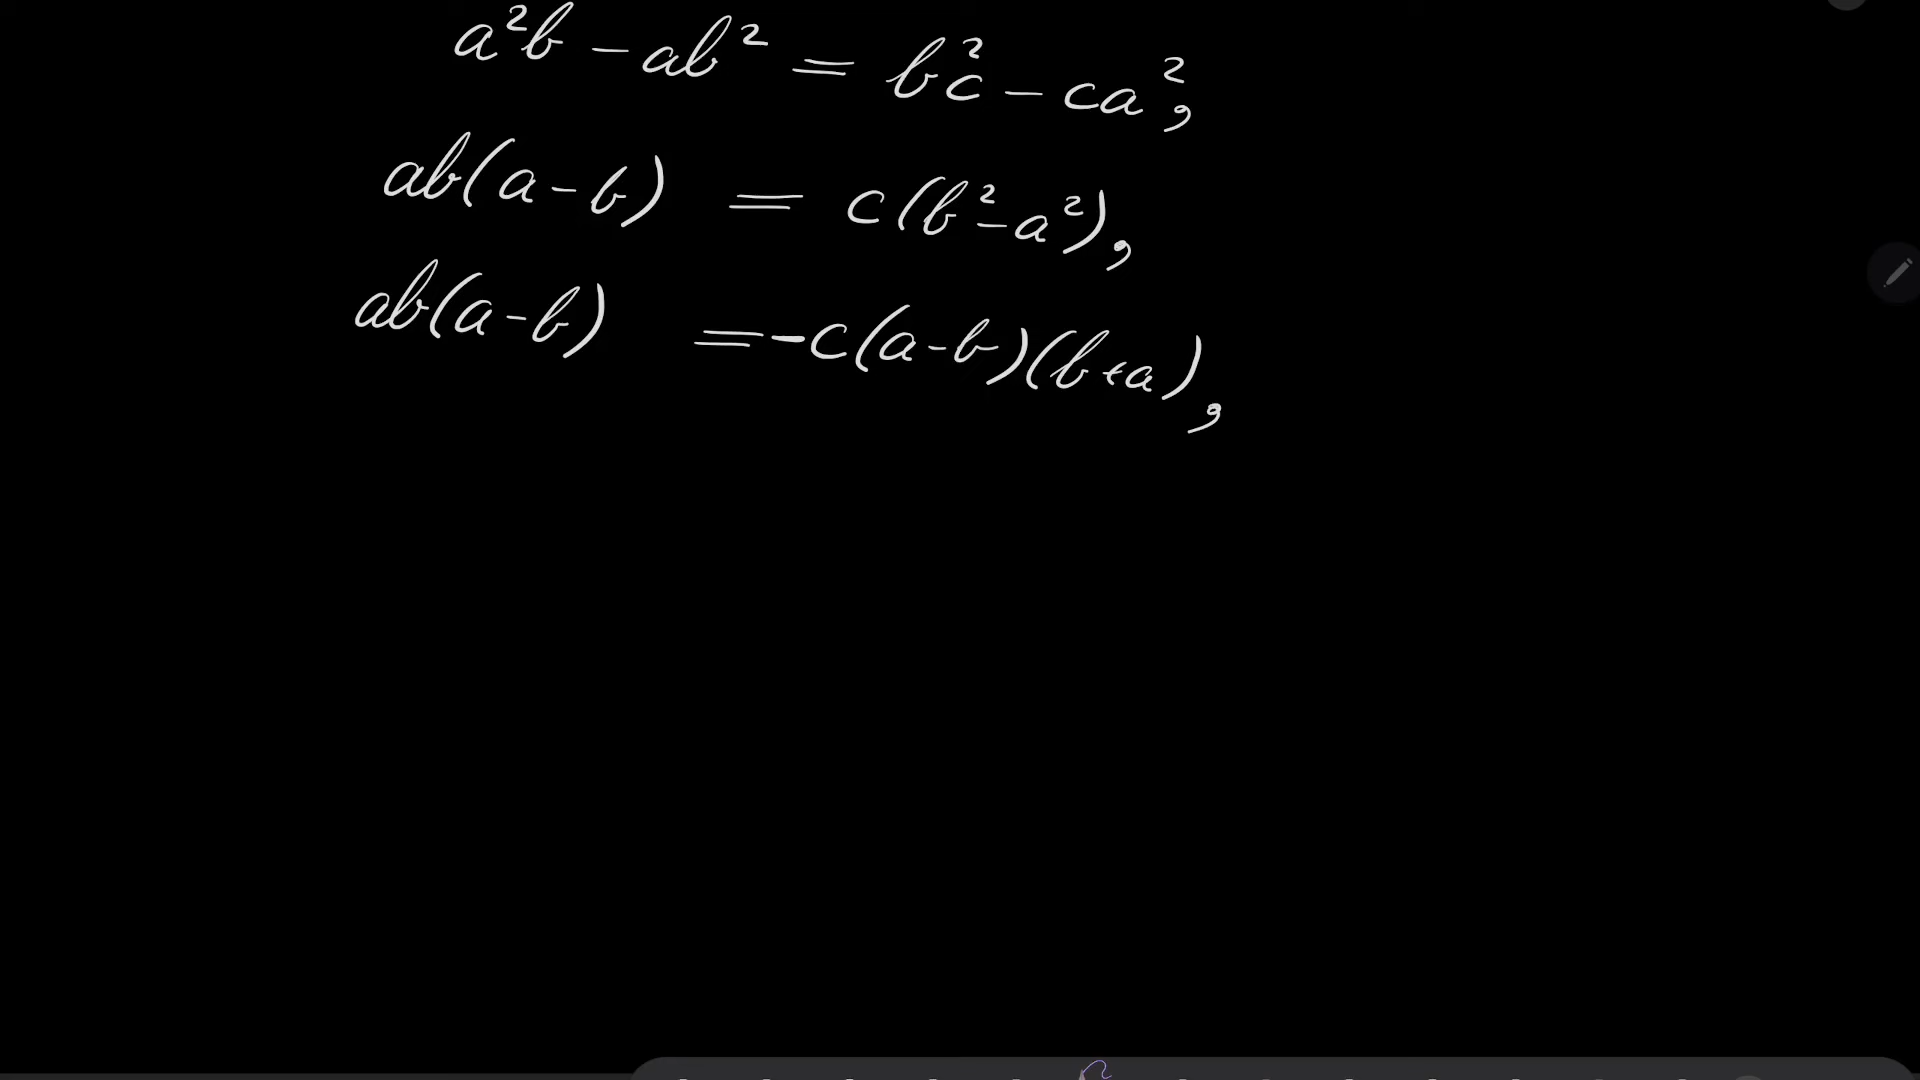 a²b - ab² = b²c - ca²,
ab(a-b) = c(b²-a²),
ab(a-b) = -c(a-b)(b+a),